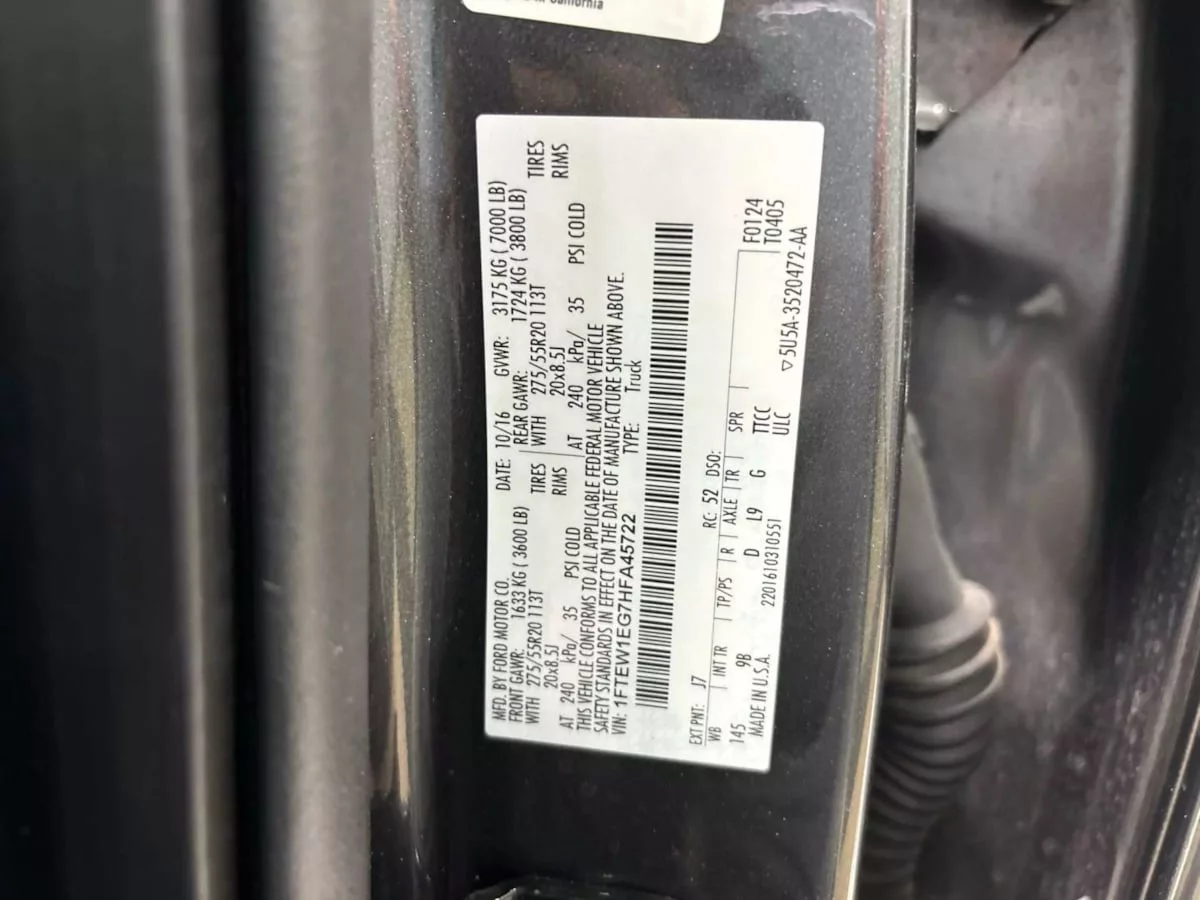 California
MFD. BY FORD MOTOR CO. DATE: 10/16 GVWR: 3175 KG ( 7000 LB)
FRONT GAWR: 1633 KG ( 3600 LB) REAR GAWR: 1724 KG ( 3800 LB)
WITH 275/55R20 113T TIRES WITH 275/55R20 113T TIRES
20x8.5J RIMS 20x8.5J RIMS
AT 240 kPa/ 35 PSI COLD AT 240 kPa/ 35 PSI COLD
THIS VEHICLE CONFORMS TO ALL APPLICABLE FEDERAL MOTOR VEHICLE
SAFETY STANDARDS IN EFFECT ON THE DATE OF MANUFACTURE SHOWN ABOVE.
VIN: 1FTEW1EG7HFA45722 TYPE: Truck
EXT PNT: J7 RC: 52 DSO:
WB INT TR TP/PS R AXLE TR SPR F0124
145 9B D L9 G TTCC T0405
MADE IN U.S.A. 2201610310551 ULC ▽5U5A-3520472-AA